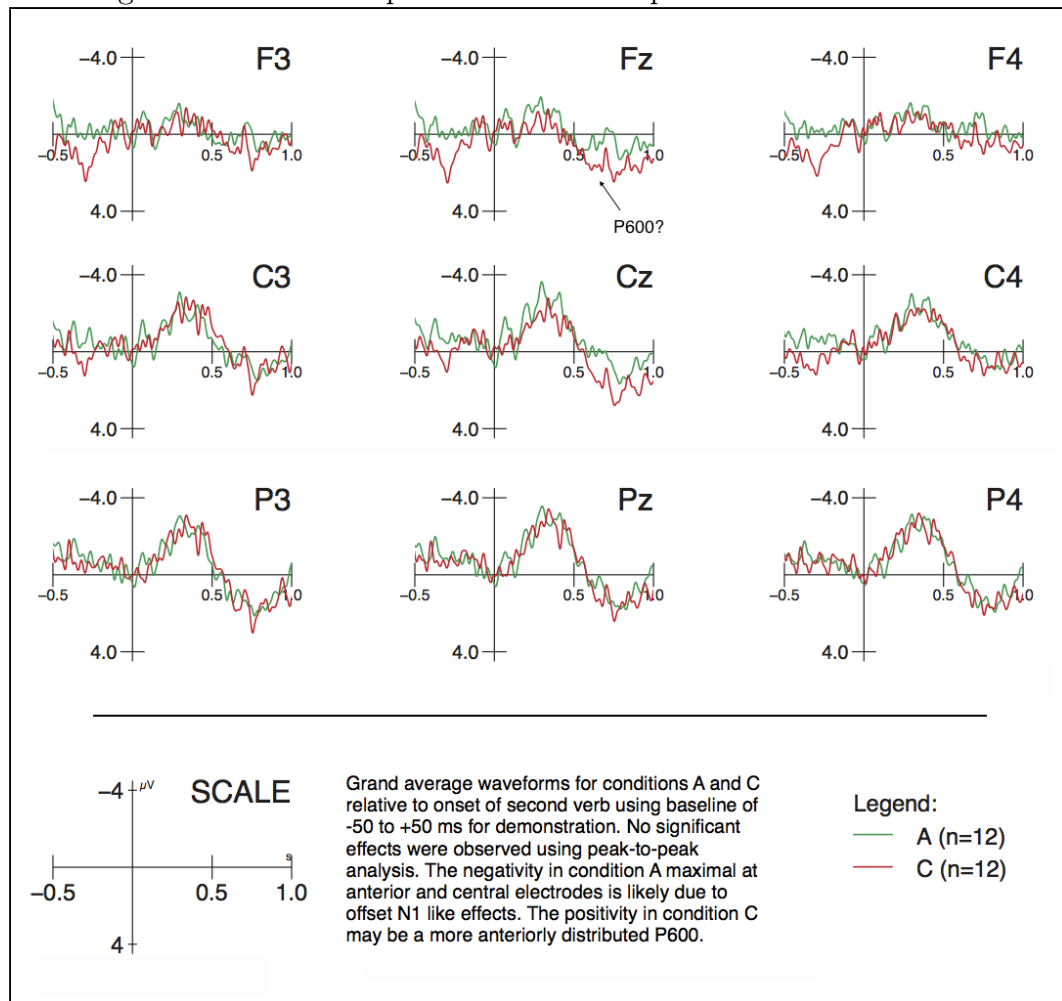 F3
Fz
F4
−4.0
−4.0
−4.0
−0.5
0.5
1.0
−0.5
0.5
1.0
−0.5
0.5
1.0
4.0
4.0
4.0
P600?
C3
Cz
C4
−4.0
−4.0
−4.0
−0.5
0.5
1.0
−0.5
0.5
1.0
−0.5
0.5
1.0
4.0
4.0
4.0
P3
Pz
P4
−4.0
−4.0
−4.0
−0.5
0.5
1.0
−0.5
0.5
1.0
−0.5
0.5
1.0
4.0
4.0
4.0
−4 µV SCALE
s
−0.5
0.5
1.0
4
Grand average waveforms for conditions A and C
relative to onset of second verb using baseline of
-50 to +50 ms for demonstration. No significant
effects were observed using peak-to-peak
analysis. The negativity in condition A maximal at
anterior and central electrodes is likely due to
offset N1 like effects. The positivity in condition C
may be a more anteriorly distributed P600.
Legend:
A (n=12)
C (n=12)